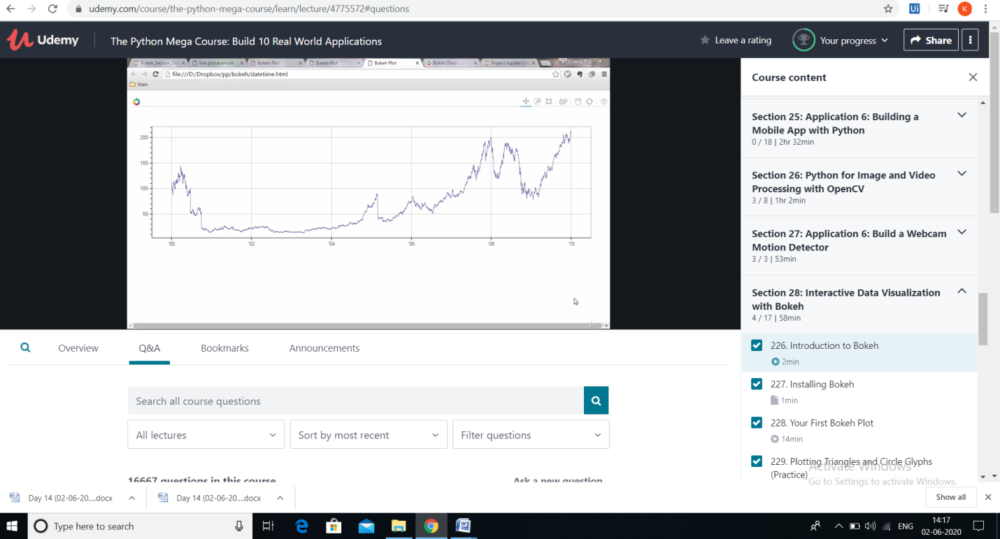 udemy.com/course/the-python-mega-course/learn/lecture/4775572#questions
Ui
K
Udemy
The Python Mega Course: Build 10 Real World Applications
Leave a rating
Your progress
Share
Bokeh_Section_Ou
line plot example
Bokeh Plot
Bokeh Plot
Bokeh Plot
Bokeh Docs
Project Jupyter
file:///D:/Dropbox/pp/bokeh/datetime.html
Main
200
150
100
50
'00
'02
'04
'06
'08
'10
Course content
Section 25: Application 6: Building a
Mobile App with Python
0 / 18 | 2hr 32min
Section 26: Python for Image and Video
Processing with OpenCV
3 / 8 | 1hr 2min
Section 27: Application 6: Build a Webcam
Motion Detector
3 / 3 | 53min
Section 28: Interactive Data Visualization
with Bokeh
4 / 17 | 58min
226. Introduction to Bokeh
2min
227. Installing Bokeh
1min
228. Your First Bokeh Plot
14min
229. Plotting Triangles and Circle Glyphs
(Practice)
Activate Windows
Go to Settings to activate Windows.
Overview
Q&A
Bookmarks
Announcements
Search all course questions
All lectures
Sort by most recent
Filter questions
16667 questions in this course
Ask a new question
Day 14 (02-06-20....docx
Day 14 (02-06-20....docx
Show all
Type here to search
ENG
14:17
02-06-2020